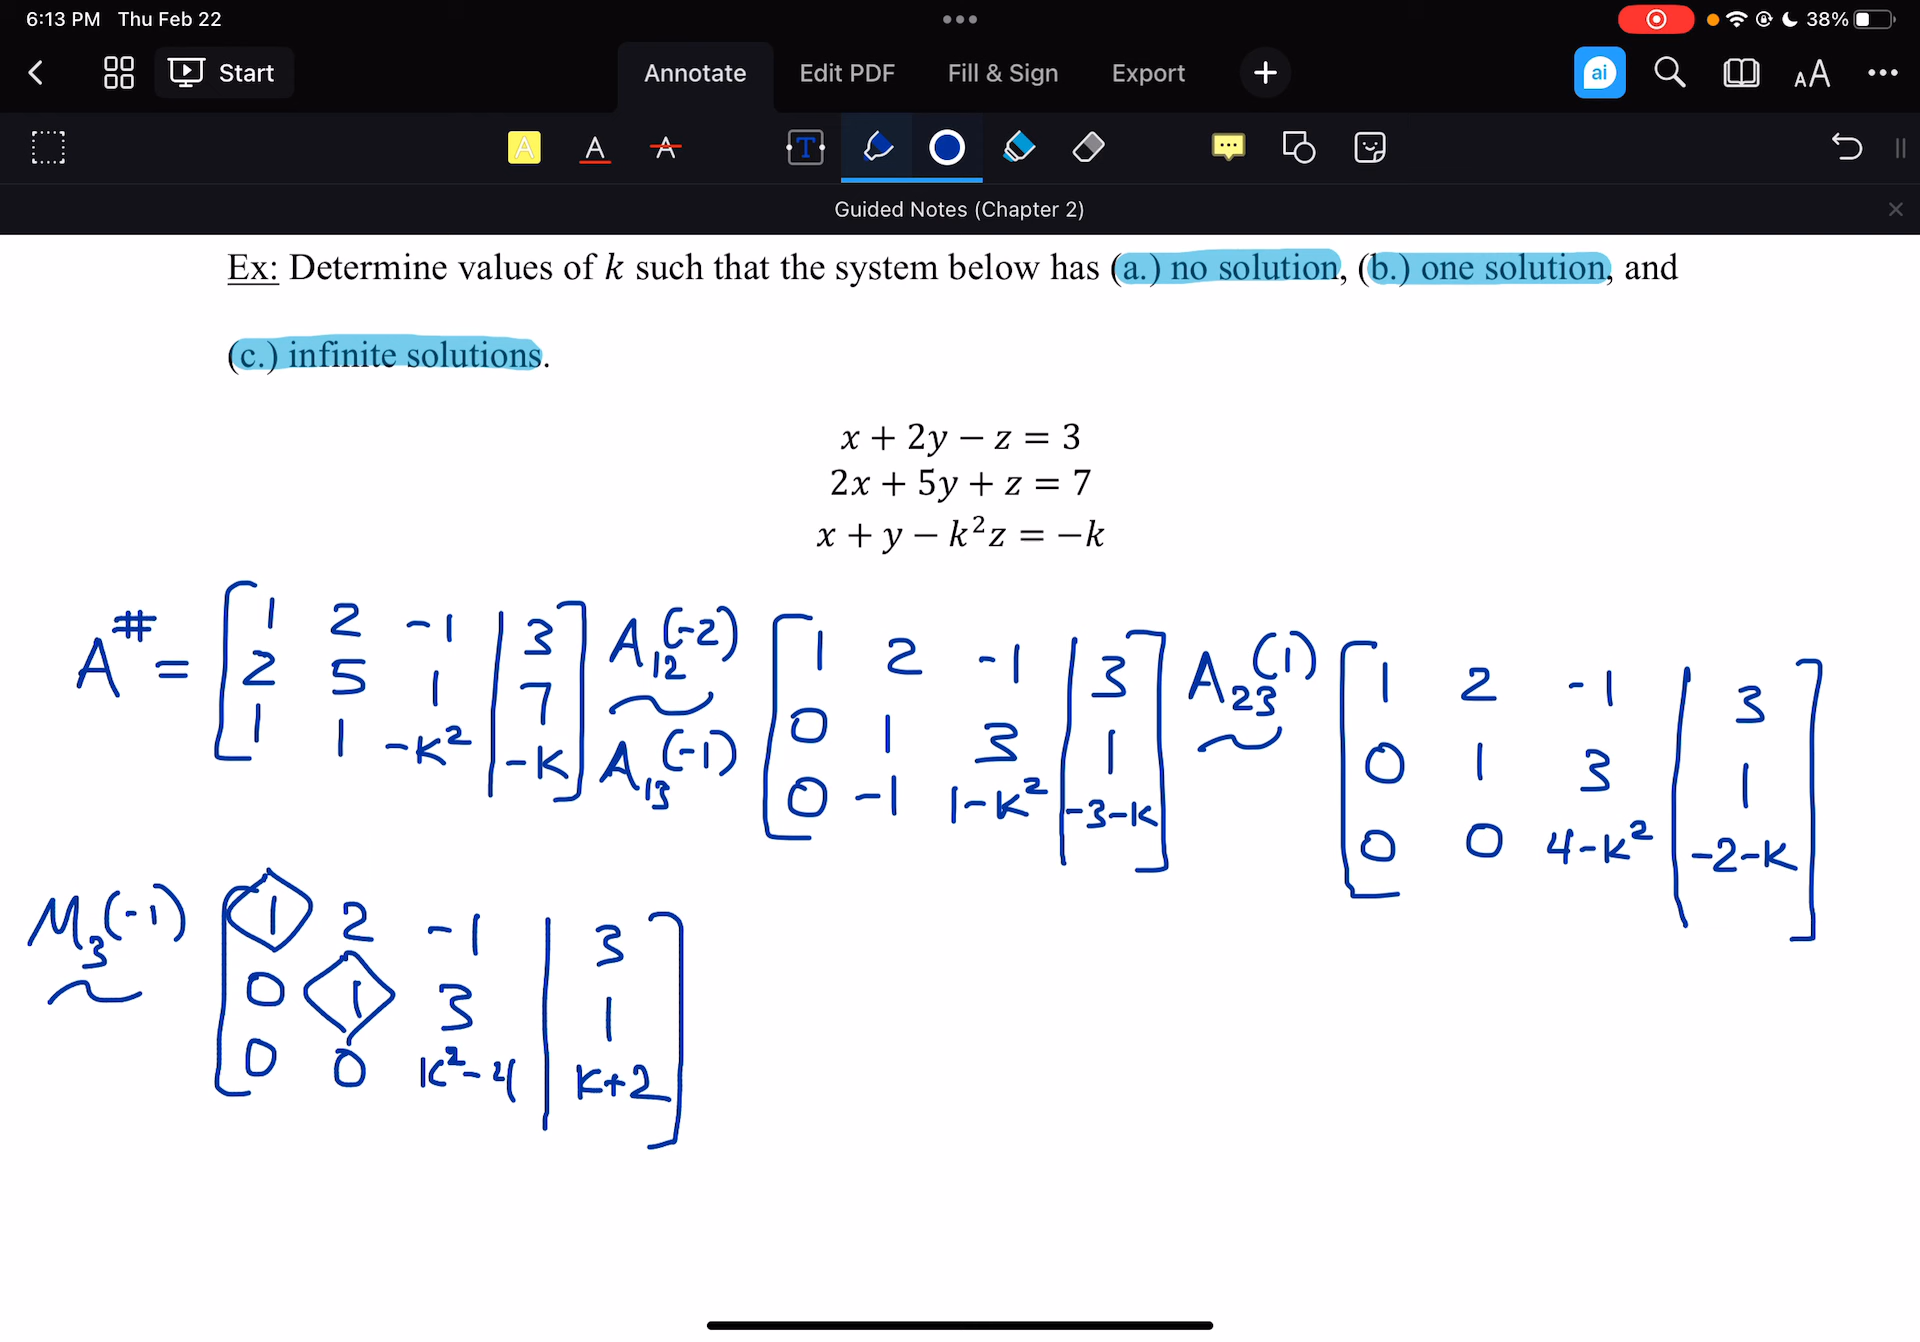 6:13 PM Thu Feb 22
38%
Start
Annotate
Edit PDF
Fill & Sign
Export
ai
AA
A A A T
Guided Notes (Chapter 2)
Ex: Determine values of k such that the system below has (a.) no solution, (b.) one solution, and
(c.) infinite solutions.
x + 2y − z = 3
2x + 5y + z = 7
x + y − k²z = −k
A^# = [1 2 -1 | 3; 2 5 1 | 7; 1 1 -k² | -k] A₁₂(-2) A₁₃(-1) ~ [1 2 -1 | 3; 0 1 3 | 1; 0 -1 1-k² | -3-k] A₂₃(1) ~ [1 2 -1 | 3; 0 1 3 | 1; 0 0 4-k² | -2-k]
M₃(-1) ~ [1 2 -1 | 3; 0 1 3 | 1; 0 0 k²-4 | k+2]